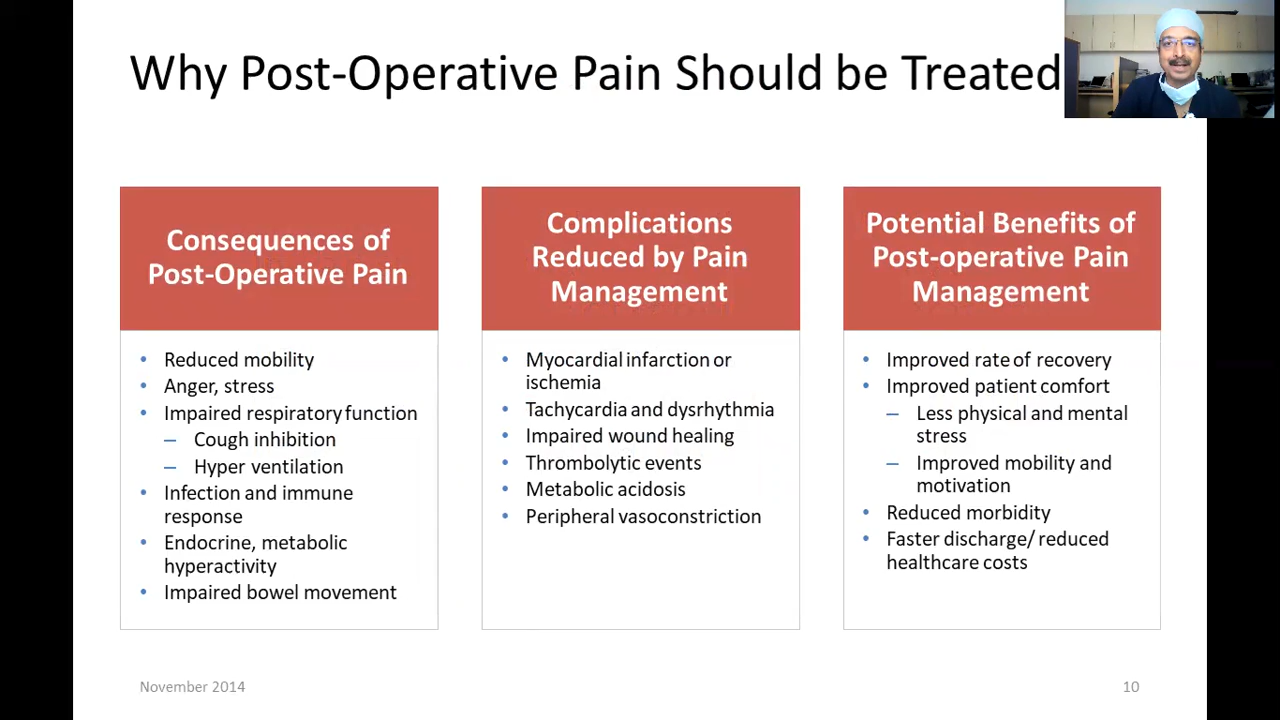 Why Post-Operative Pain Should be Treated
Consequences of
Post-Operative Pain
• Reduced mobility
• Anger, stress
• Impaired respiratory function
– Cough inhibition
– Hyper ventilation
• Infection and immune
response
• Endocrine, metabolic
hyperactivity
• Impaired bowel movement
Complications
Reduced by Pain
Management
• Myocardial infarction or
ischemia
• Tachycardia and dysrhythmia
• Impaired wound healing
• Thrombolytic events
• Metabolic acidosis
• Peripheral vasoconstriction
Potential Benefits of
Post-operative Pain
Management
• Improved rate of recovery
• Improved patient comfort
– Less physical and mental
stress
– Improved mobility and
motivation
• Reduced morbidity
• Faster discharge/ reduced
healthcare costs
November 2014
10